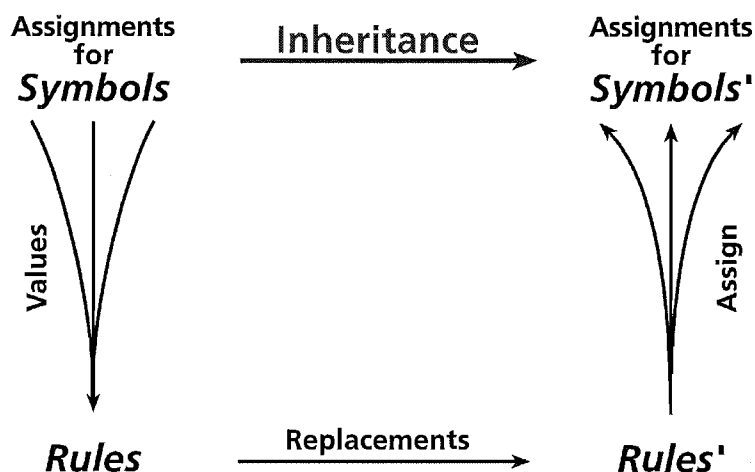 Assignments
for
Symbols
Inheritance
Assignments
for
Symbols'
Values
Assign
Rules
Replacements
Rules'